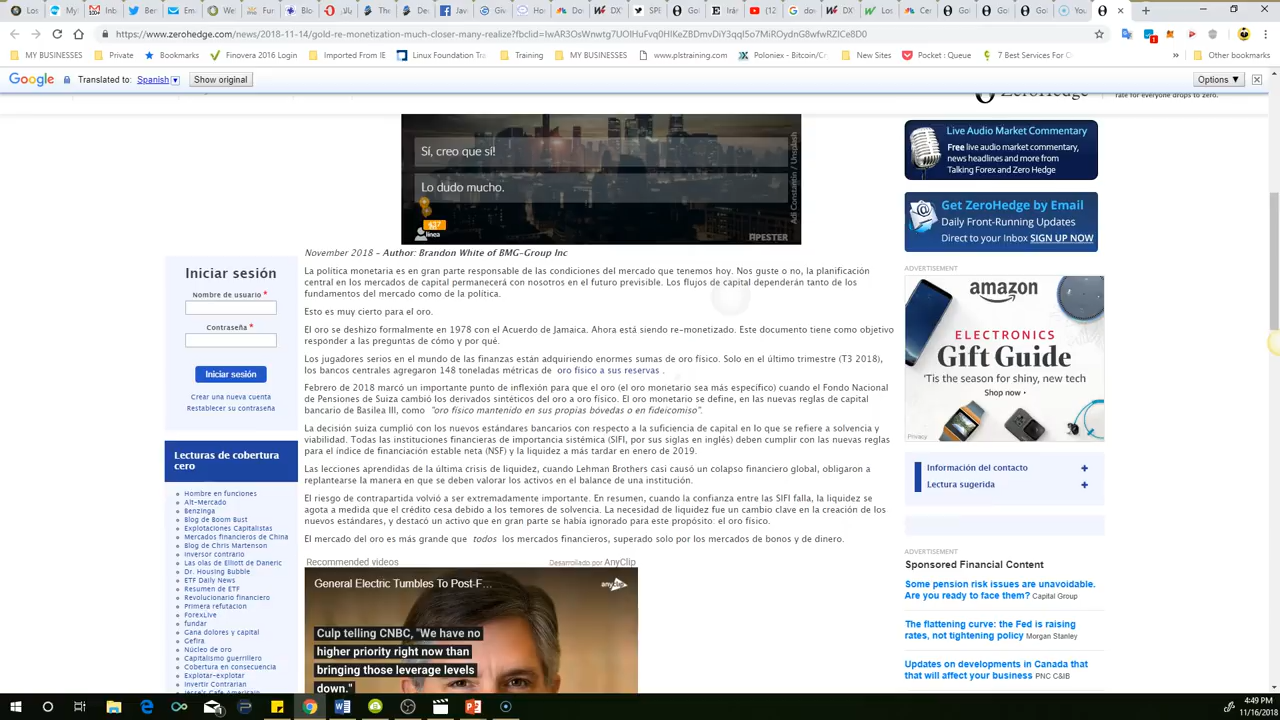 https://www.zerohedge.com/news/2018-11-14/gold-re-monetization-much-closer-many-realize?fbclid=IwAR3OsWnwtg7UOIHuFvq0HIKeZBDmvDiY3qqI5o7MiROydnG8wfwRZICe8D0
MY BUSINESSES Private Bookmarks Finovera 2016 Login Imported From IE Linux Foundation Tra Training MY BUSINESSES www.plstraining.com Poloniex - Bitcoin/Cr New Sites Pocket : Queue 7 Best Services For C » Other bookmarks
Google Translated to: Spanish Show original Options ▼
ZeroHedge
rate for everyone drops to zero.
Sí, creo que sí!
Lo dudo mucho.
linea
APESTER
Adi Constantin / Unsplash
November 2018 – Author: Brandon White of BMG-Group Inc
La política monetaria es en gran parte responsable de las condiciones del mercado que tenemos hoy. Nos guste o no, la planificación
central en los mercados de capital permanecerá con nosotros en el futuro previsible. Los flujos de capital dependerán tanto de los
fundamentos del mercado como de la política.
Esto es muy cierto para el oro.
El oro se deshizo formalmente en 1978 con el Acuerdo de Jamaica. Ahora está siendo re-monetizado. Este documento tiene como objetivo
responder a las preguntas de cómo y por qué.
Los jugadores serios en el mundo de las finanzas están adquiriendo enormes sumas de oro físico. Solo en el último trimestre (T3 2018),
los bancos centrales agregaron 148 toneladas métricas de oro físico a sus reservas .
Febrero de 2018 marcó un importante punto de inflexión para que el oro (el oro monetario sea más específico) cuando el Fondo Nacional
de Pensiones de Suiza cambió los derivados sintéticos del oro a oro físico. El oro monetario se define, en las nuevas reglas de capital
bancario de Basilea III, como "oro físico mantenido en sus propias bóvedas o en fideicomiso".
La decisión suiza cumplió con los nuevos estándares bancarios con respecto a la suficiencia de capital en lo que se refiere a solvencia y
viabilidad. Todas las instituciones financieras de importancia sistémica (SIFI, por sus siglas en inglés) deben cumplir con las nuevas reglas
para el índice de financiación estable neta (NSF) y la liquidez a más tardar en enero de 2019.
Las lecciones aprendidas de la última crisis de liquidez, cuando Lehman Brothers casi causó un colapso financiero global, obligaron a
replantearse la manera en que se deben valorar los activos en el balance de una institución.
El riesgo de contrapartida volvió a ser extremadamente importante. En resumen, cuando la confianza entre las SIFI falla, la liquidez se
agota a medida que el crédito cesa debido a los temores de solvencia. La necesidad de liquidez fue un cambio clave en la creación de los
nuevos estándares, y destacó un activo que en gran parte se había ignorado para este propósito: el oro físico.
El mercado del oro es más grande que todos los mercados financieros, superado solo por los mercados de bonos y de dinero.
Recommended videos Desarrollado por AnyClip
General Electric Tumbles To Post-F...
Culp telling CNBC, "We have no
higher priority right now than
bringing those leverage levels
down."
Iniciar sesión
Nombre de usuario *
Contraseña *
Iniciar sesión
Crear una nueva cuenta
Restablecer su contraseña
Lecturas de cobertura
cero
Hombre en funciones
Alt-Mercado
Benzinga
Blog de Boom Bust
Explotaciones Capitalistas
Mercados financieros de China
Blog de Chris Martenson
Inversor contrario
Las olas de Elliott de Daneric
Dr. Housing Bubble
ETF Daily News
Resumen de ETF
Revolucionario financiero
Primera refutacion
ForexLive
fundar
Gana dolores y capital
Gefira
Núcleo de oro
Capitalismo guerrillero
Cobertura en consecuencia
Explotar-explotar
Invertir Contrarian
Jesse's Cafe Americain
Live Audio Market Commentary
Free live audio market commentary,
news headlines and more from
Talking Forex and Zero Hedge
Get ZeroHedge by Email
Daily Front-Running Updates
Direct to your Inbox SIGN UP NOW
ADVERTISEMENT
amazon
ELECTRONICS
Gift Guide
'Tis the season for shiny, new tech
Shop now
Privacy
Información del contacto +
Lectura sugerida +
ADVERTISEMENT
Sponsored Financial Content
Some pension risk issues are unavoidable.
Are you ready to face them? Capital Group
The flattening curve: the Fed is raising
rates, not tightening policy Morgan Stanley
Updates on developments in Canada that
that will affect your business PNC C&IB
4:49 PM
11/16/2018